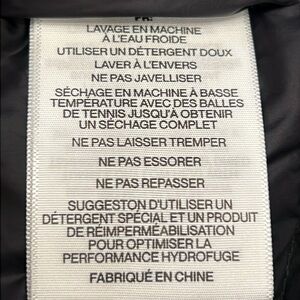 FR:
LAVAGE EN MACHINE
À L'EAU FROIDE
UTILISER UN DÉTERGENT DOUX
LAVER À L'ENVERS
NE PAS JAVELLISER
SÉCHAGE EN MACHINE À BASSE
TEMPÉRATURE AVEC DES BALLES
DE TENNIS JUSQU'À OBTENIR
UN SÉCHAGE COMPLET
NE PAS LAISSER TREMPER
NE PAS ESSORER
NE PAS REPASSER
SUGGESTON D'UTILISER UN
DÉTERGENT SPÉCIAL ET UN PRODUIT
DE RÉIMPERMÉABILISATION
POUR OPTIMISER LA
PERFORMANCE HYDROFUGE
FABRIQUÉ EN CHINE